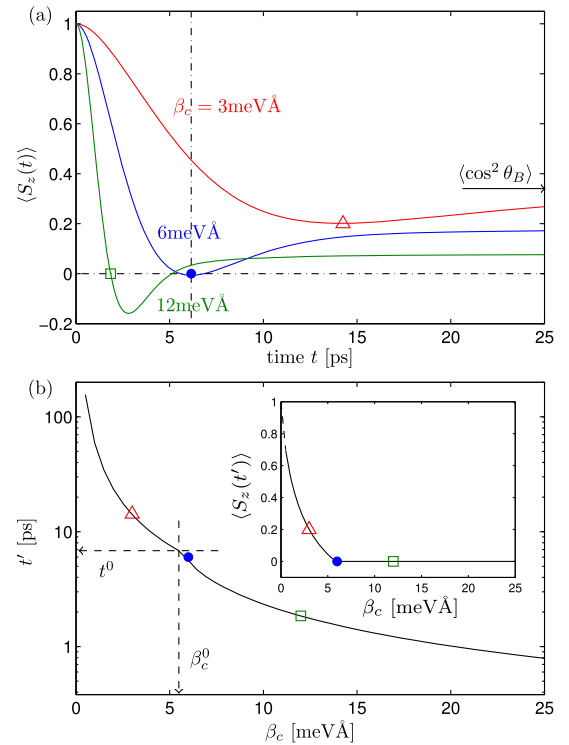 (a)
1
0.8
0.6
0.4
0.2
0
−0.2
⟨S_z(t)⟩
β_c = 3meVÅ
6meVÅ
12meVÅ
⟨cos² θ_B⟩
0 5 10 15 20 25
time t [ps]
(b)
100
10
1
t′ [ps]
t⁰
β_c⁰
1
0.8
0.6
0.4
0.2
0
⟨S_z(t′)⟩
0 5 10 15 20 25
β_c [meVÅ]
0 5 10 15 20 25
β_c [meVÅ]